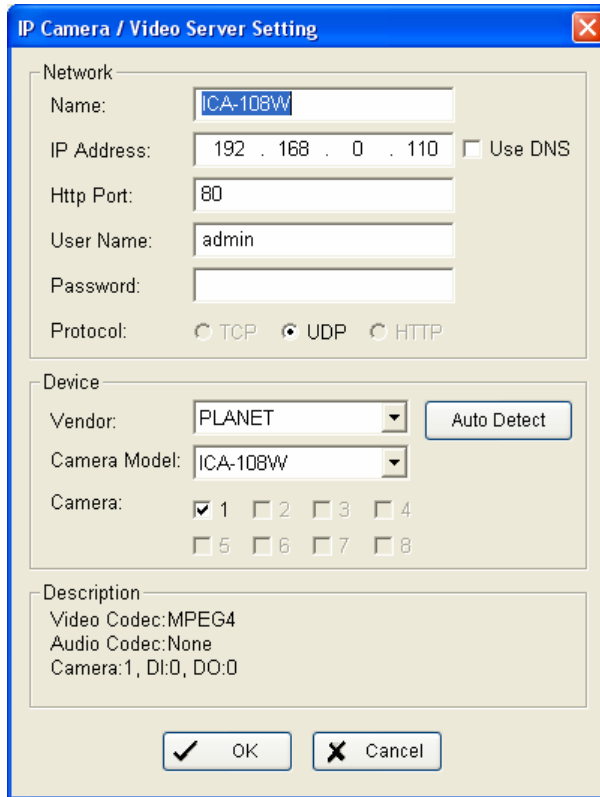 IP Camera / Video Server Setting
Network
Name: ICA-108W
IP Address: 192 . 168 . 0 . 110 Use DNS
Http Port: 80
User Name: admin
Password:
Protocol: TCP UDP HTTP
Device
Vendor: PLANET Auto Detect
Camera Model: ICA-108W
Camera: 1 2 3 4
5 6 7 8
Description
Video Codec:MPEG4
Audio Codec:None
Camera:1, DI:0, DO:0
OK Cancel